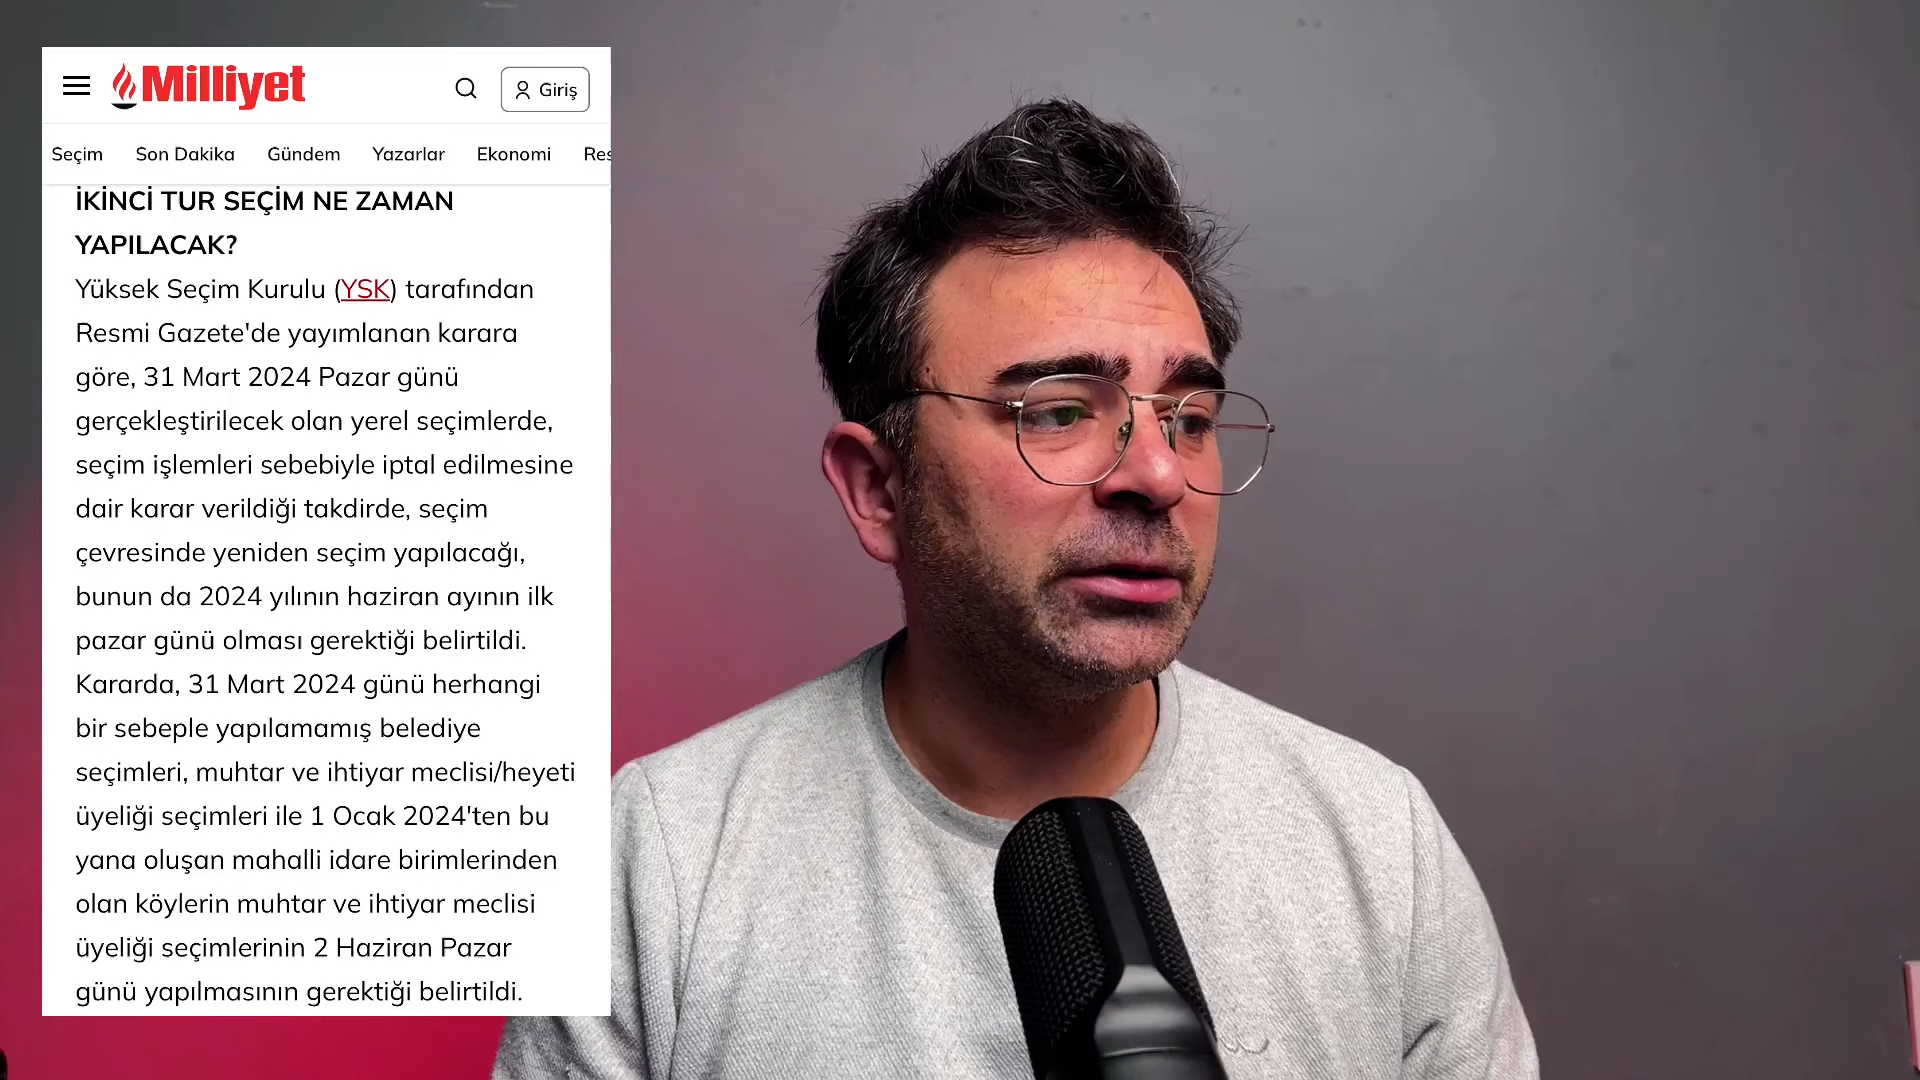 Milliyet
Giriş
Seçim Son Dakika Gündem Yazarlar Ekonomi Res
İKİNCİ TUR SEÇİM NE ZAMAN
YAPILACAK?
Yüksek Seçim Kurulu (YSK) tarafından
Resmi Gazete'de yayımlanan karara
göre, 31 Mart 2024 Pazar günü
gerçekleştirilecek olan yerel seçimlerde,
seçim işlemleri sebebiyle iptal edilmesine
dair karar verildiği takdirde, seçim
çevresinde yeniden seçim yapılacağı,
bunun da 2024 yılının haziran ayının ilk
pazar günü olması gerektiği belirtildi.
Kararda, 31 Mart 2024 günü herhangi
bir sebeple yapılamamış belediye
seçimleri, muhtar ve ihtiyar meclisi/heyeti
üyeliği seçimleri ile 1 Ocak 2024'ten bu
yana oluşan mahalli idare birimlerinden
olan köylerin muhtar ve ihtiyar meclisi
üyeliği seçimlerinin 2 Haziran Pazar
günü yapılmasının gerektiği belirtildi.